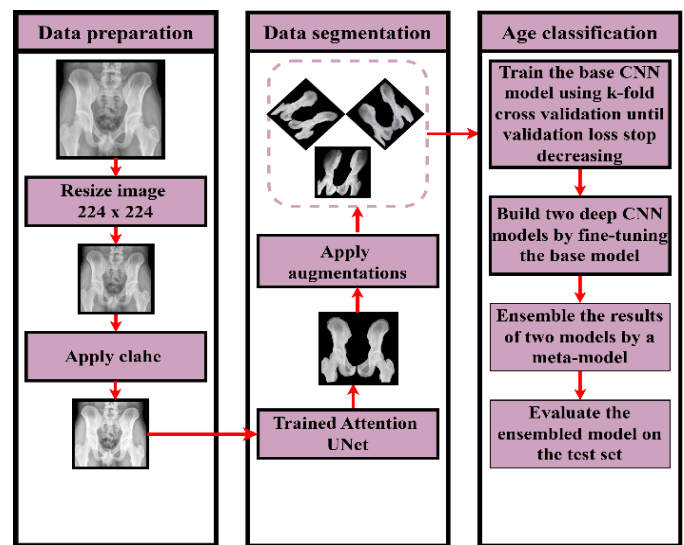 Data preparation
Resize image
224 x 224
Apply clahe
Data segmentation
Apply
augmentations
Trained Attention
UNet
Age classification
Train the base CNN
model using k-fold
cross validation until
validation loss stop
decreasing
Build two deep CNN
models by fine-tuning
the base model
Ensemble the results
of two models by a
meta-model
Evaluate the
ensembled model on
the test set